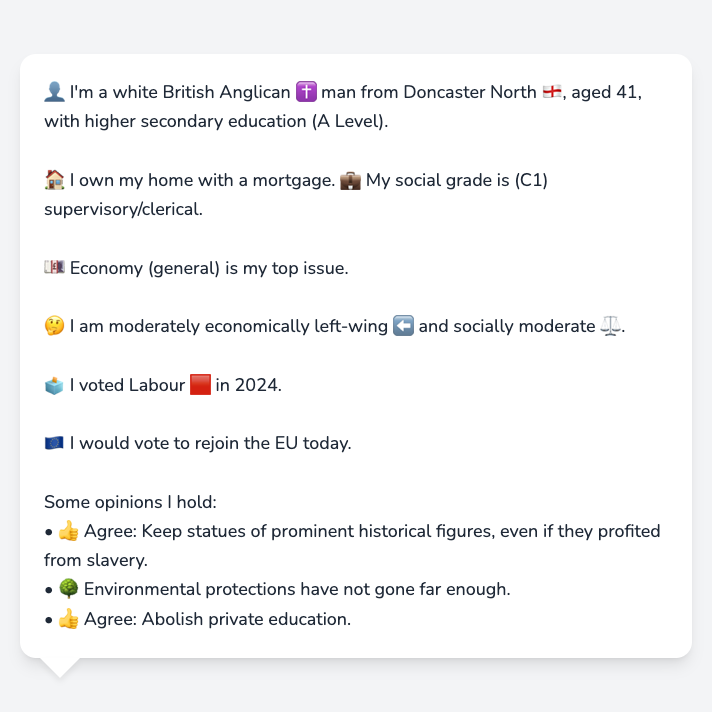 👤 I'm a white British Anglican ✝️ man from Doncaster North 🏴󠁧󠁢󠁥󠁮󠁧󠁿, aged 41,
with higher secondary education (A Level).
🏠 I own my home with a mortgage. 💼 My social grade is (C1)
supervisory/clerical.
💷 Economy (general) is my top issue.
🤔 I am moderately economically left-wing ⬅️ and socially moderate ⚖️.
🗳️ I voted Labour 🟥 in 2024.
🇪🇺 I would vote to rejoin the EU today.
Some opinions I hold:
• 👍 Agree: Keep statues of prominent historical figures, even if they profited
from slavery.
• 🌳 Environmental protections have not gone far enough.
• 👍 Agree: Abolish private education.